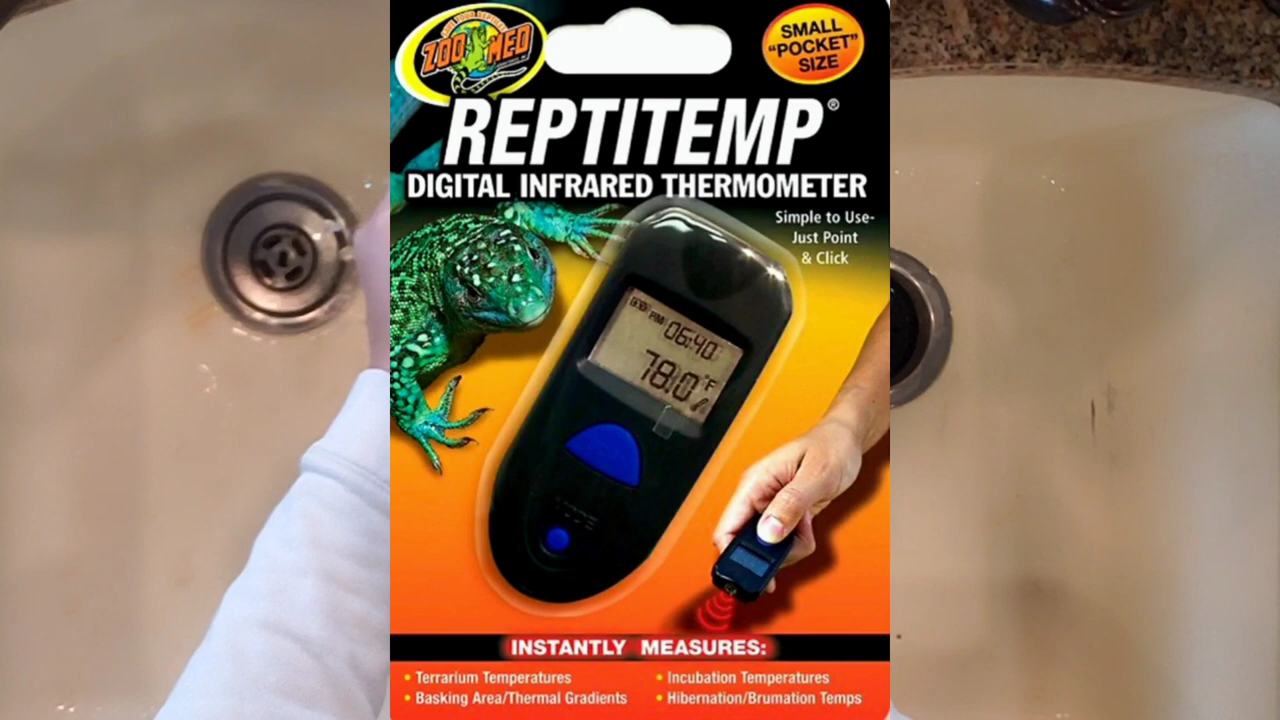 ZOO MED
SMALL
"POCKET"
SIZE
REPTITEMP®
DIGITAL INFRARED THERMOMETER
Simple to Use-
Just Point
& Click
PM 06:40
78.0°F
INSTANTLY MEASURES:
• Terrarium Temperatures
• Basking Area/Thermal Gradients
• Incubation Temperatures
• Hibernation/Brumation Temps